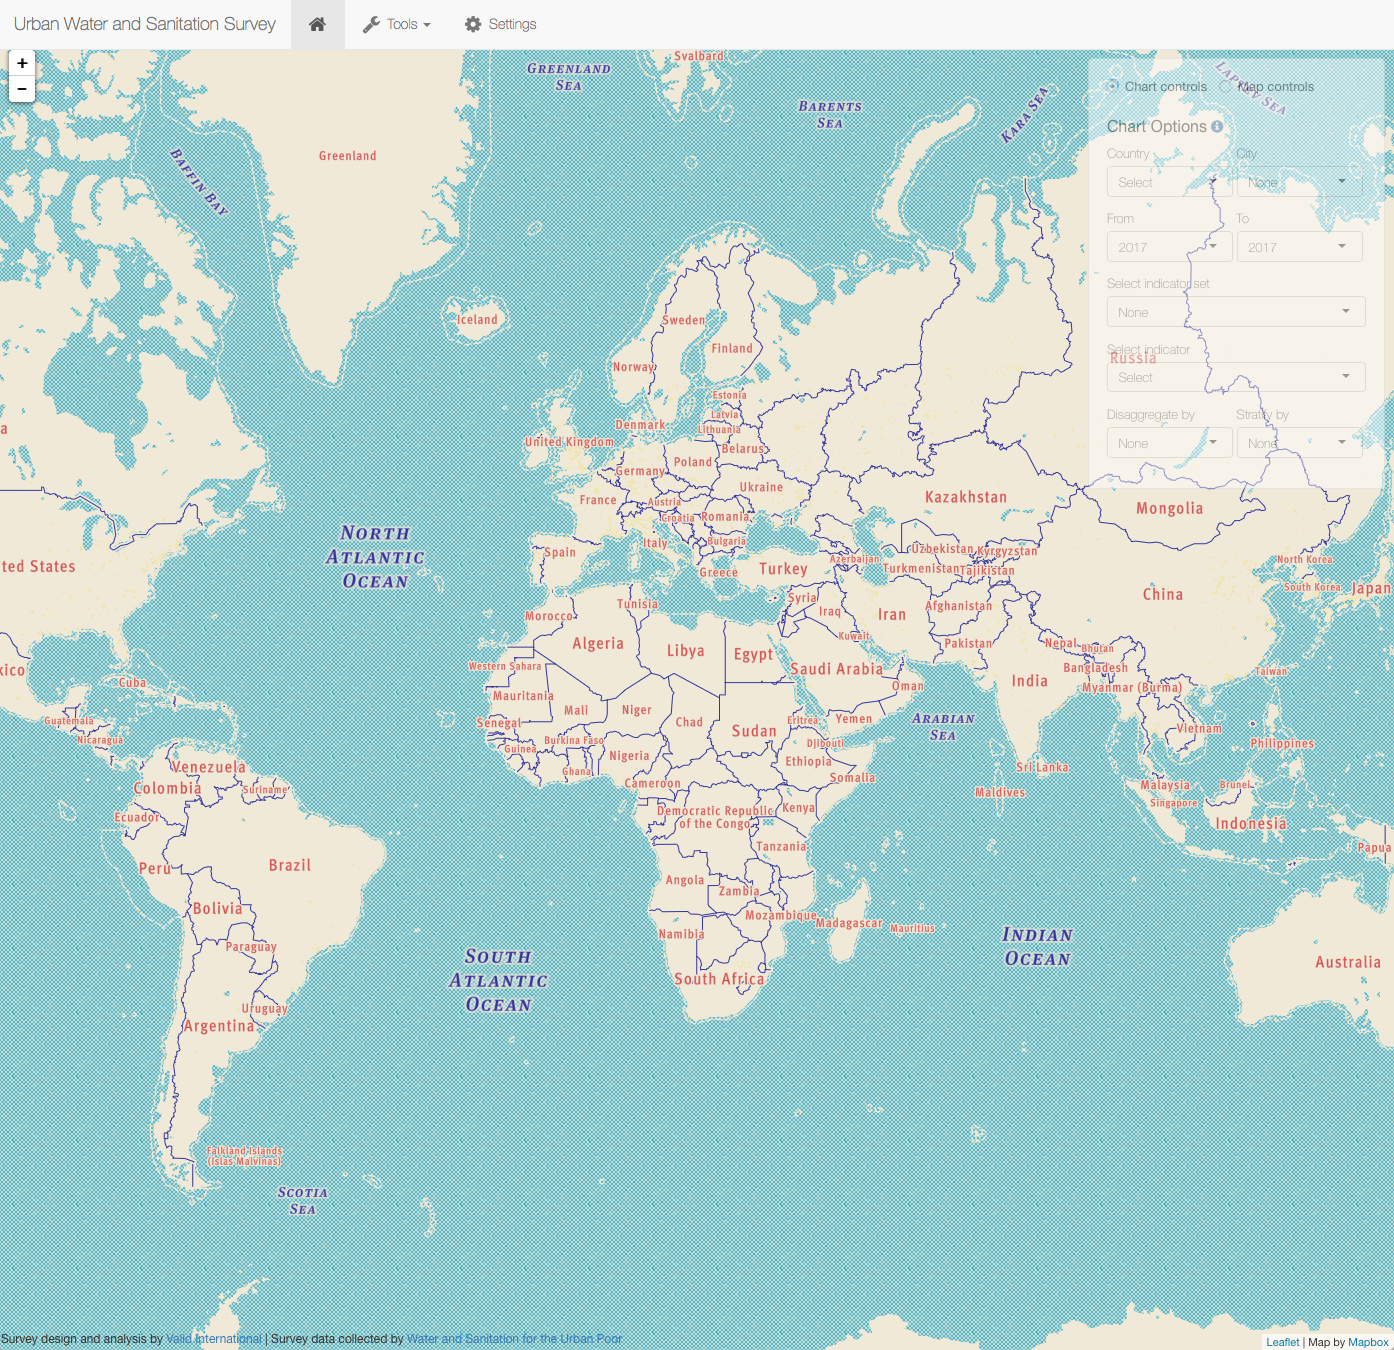 Urban Water and Sanitation Survey
Tools
Settings
+
−
Chart controls
Map controls
Chart Options
Country
City
Select
None
From
To
2017
2017
Select indicator set
None
Select indicator
Select
Disaggregate by
Stratify by
None
None
Svalbard
GREENLAND
SEA
BARENTS
SEA
KARA SEA
LAPTEV SEA
BAFFIN BAY
Greenland
Iceland
Sweden
Finland
Norway
Russia
Estonia
Latvia
Lithuania
Denmark
United Kingdom
Belarus
Poland
Germany
Ukraine
France
Austria
Croatia
Romania
Kazakhstan
Mongolia
NORTH
ATLANTIC
OCEAN
Italy
Bulgaria
Spain
Greece
Turkey
Azerbaijan
Uzbekistan
Kyrgyzstan
Turkmenistan
Tajikistan
North Korea
South Korea
Japan
China
a
ted States
xico
Tunisia
Morocco
Syria
Iraq
Iran
Afghanistan
Kuwait
Pakistan
Nepal
Bhutan
Algeria
Libya
Egypt
Western Sahara
Saudi Arabia
Bangladesh
India
Myanmar (Burma)
Taiwan
Oman
Cuba
Mauritania
Mali
Niger
Chad
Sudan
Eritrea
Yemen
ARABIAN
SEA
Guatemala
Nicaragua
Senegal
Guinea
Burkina Faso
Nigeria
Ghana
Djibouti
Ethiopia
Somalia
Vietnam
Philippines
Venezuela
Colombia
Suriname
Cameroon
Sri Lanka
Maldives
Malaysia
Brunei
Singapore
Indonesia
Ecuador
Democratic Republic
of the Congo
Kenya
Tanzania
Papua
Perú
Brazil
Angola
Zambia
Bolivia
Mozambique
Madagascar
Mauritius
Namibia
Paraguay
SOUTH
ATLANTIC
OCEAN
INDIAN
OCEAN
South Africa
Australia
Uruguay
Argentina
Falkland Islands
(Islas Malvinas)
SCOTIA
SEA
Survey design and analysis by Valid International | Survey data collected by Water and Sanitation for the Urban Poor
Leaflet | Map by Mapbox